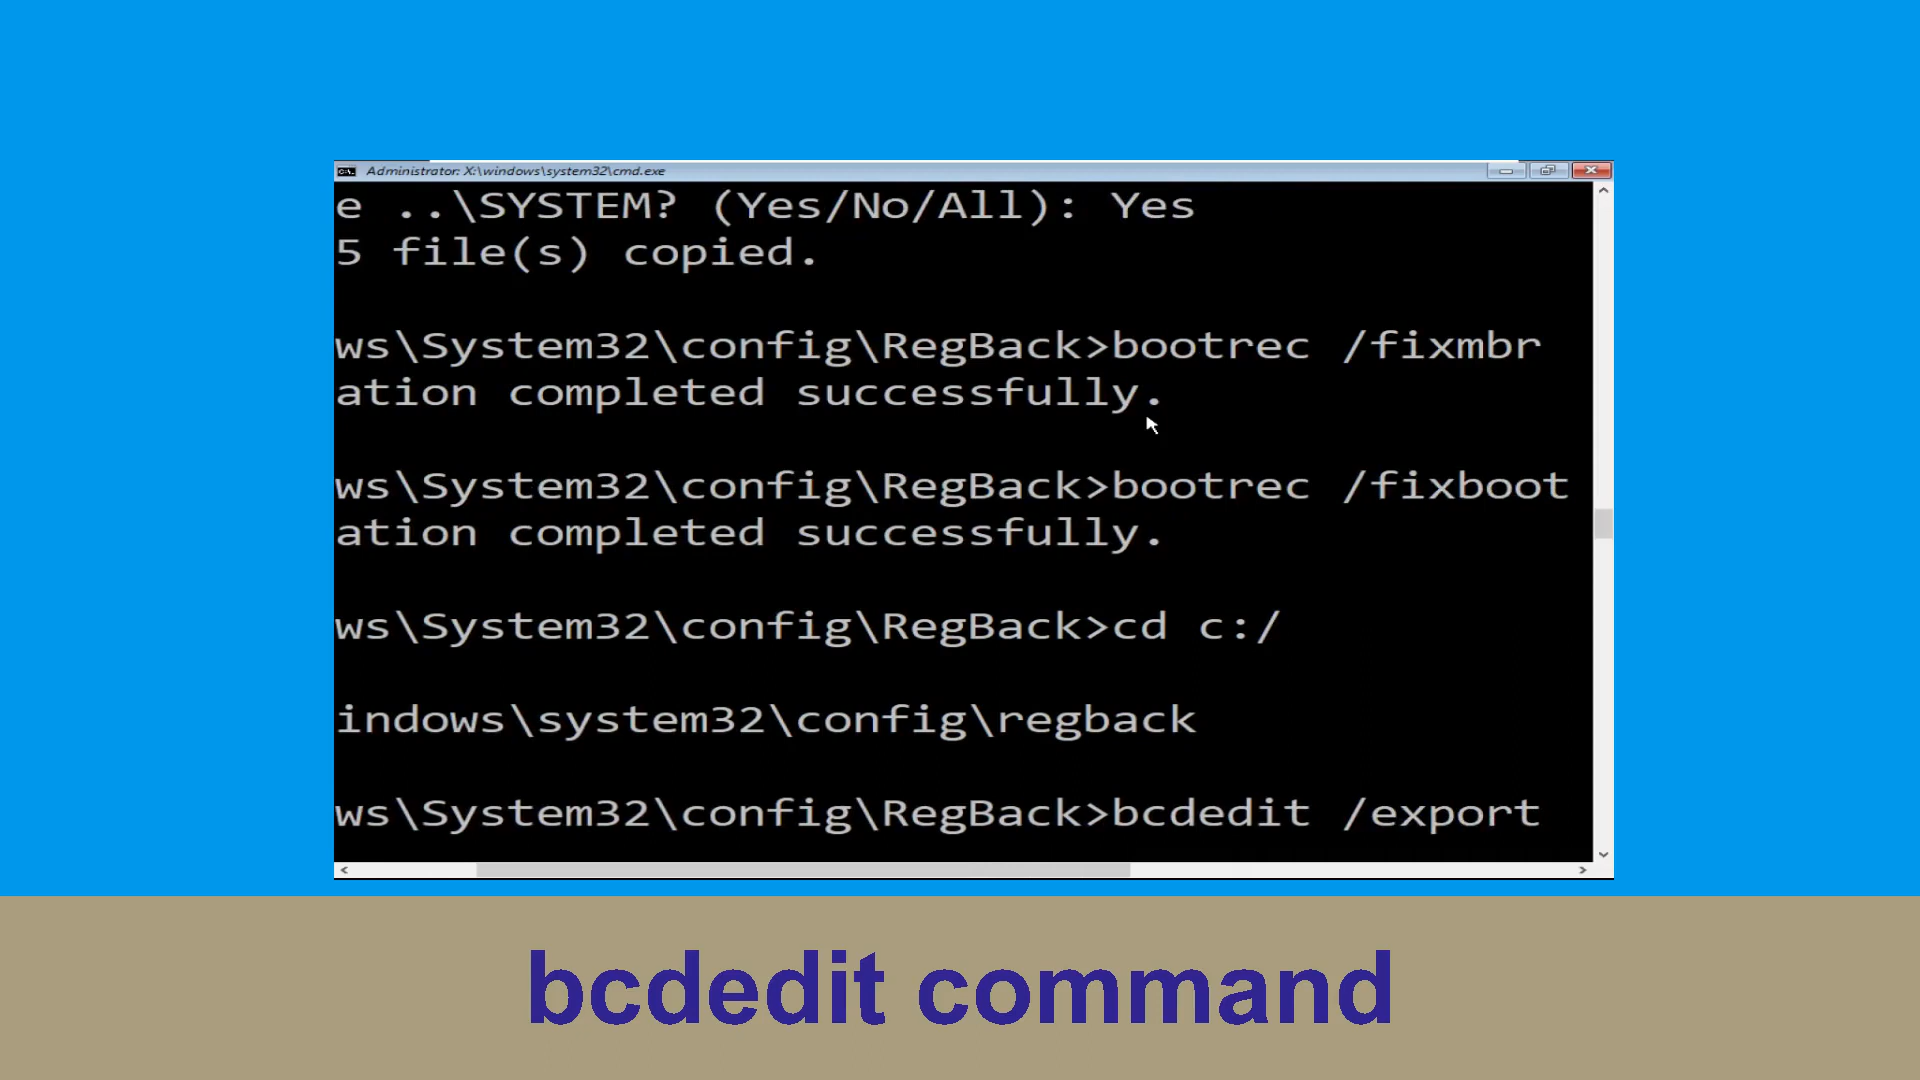 Administrator: X:\windows\system32\cmd.exe
e ..\SYSTEM? (Yes/No/All): Yes
5 file(s) copied.
ws\System32\config\RegBack>bootrec /fixmbr
ation completed successfully.
ws\System32\config\RegBack>bootrec /fixboot
ation completed successfully.
ws\System32\config\RegBack>cd c:/
indows\system32\config\regback
ws\System32\config\RegBack>bcdedit /export
bcdedit command